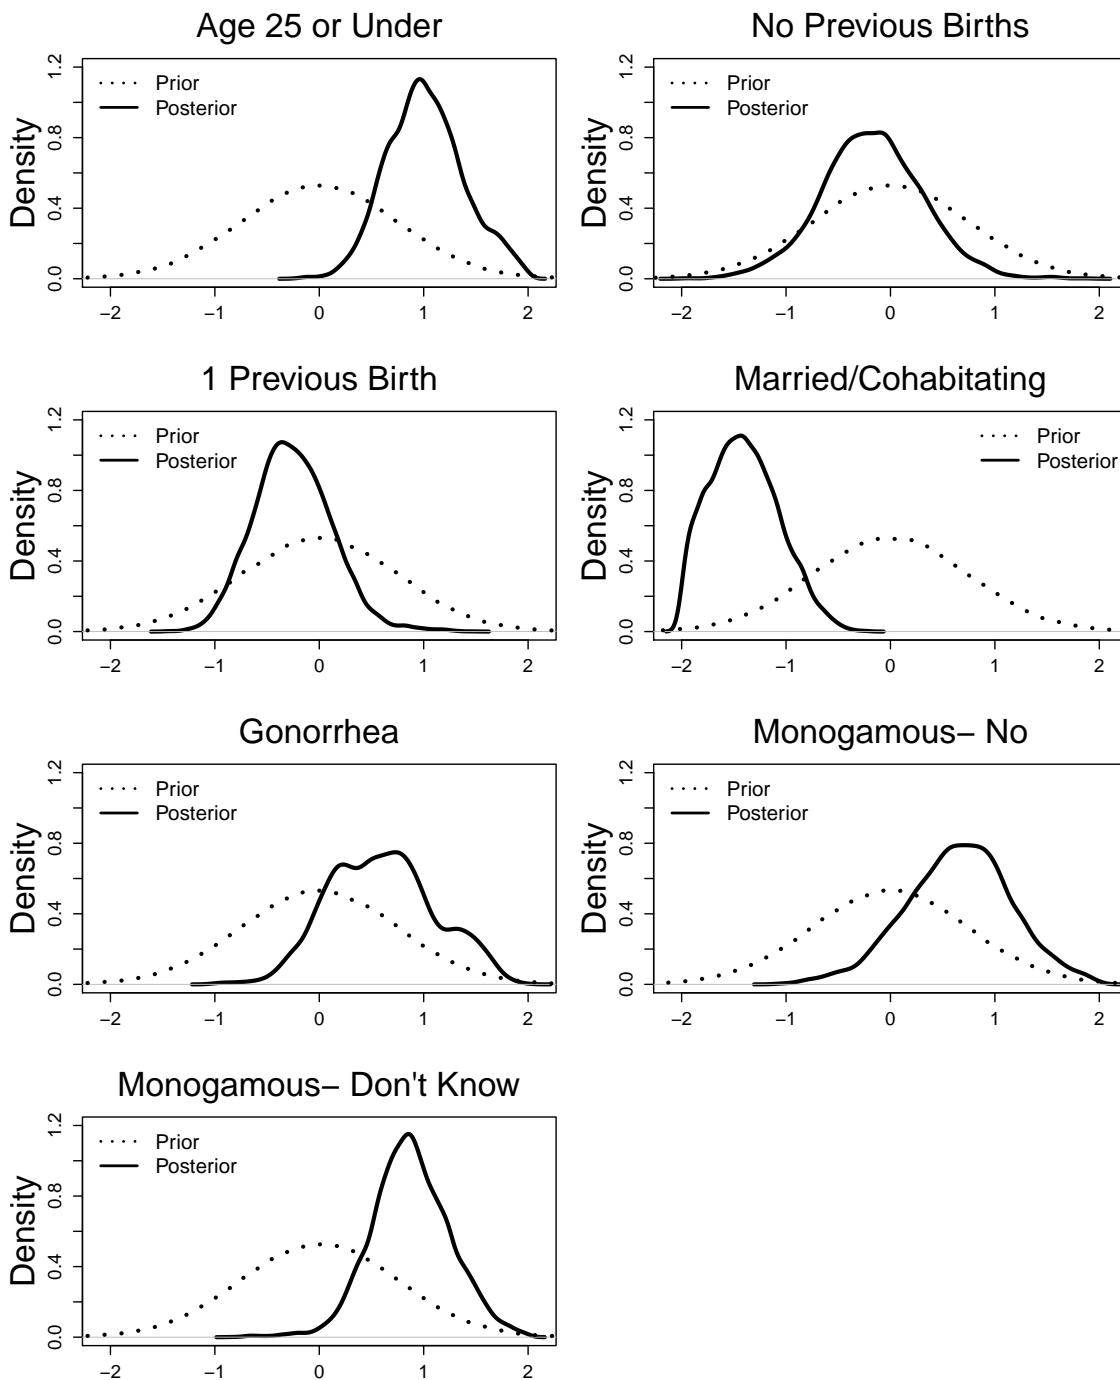 Age 25 or Under
Density
0.0 0.4 0.8 1.2
Prior
Posterior
−2 −1 0 1 2
No Previous Births
Density
0.0 0.4 0.8 1.2
Prior
Posterior
−2 −1 0 1 2
1 Previous Birth
Density
0.0 0.4 0.8 1.2
Prior
Posterior
−2 −1 0 1 2
Married/Cohabitating
Density
0.0 0.4 0.8 1.2
Prior
Posterior
−2 −1 0 1 2
Gonorrhea
Density
0.0 0.4 0.8 1.2
Prior
Posterior
−2 −1 0 1 2
Monogamous− No
Density
0.0 0.4 0.8 1.2
Prior
Posterior
−2 −1 0 1 2
Monogamous− Don't Know
Density
0.0 0.4 0.8 1.2
Prior
Posterior
−2 −1 0 1 2